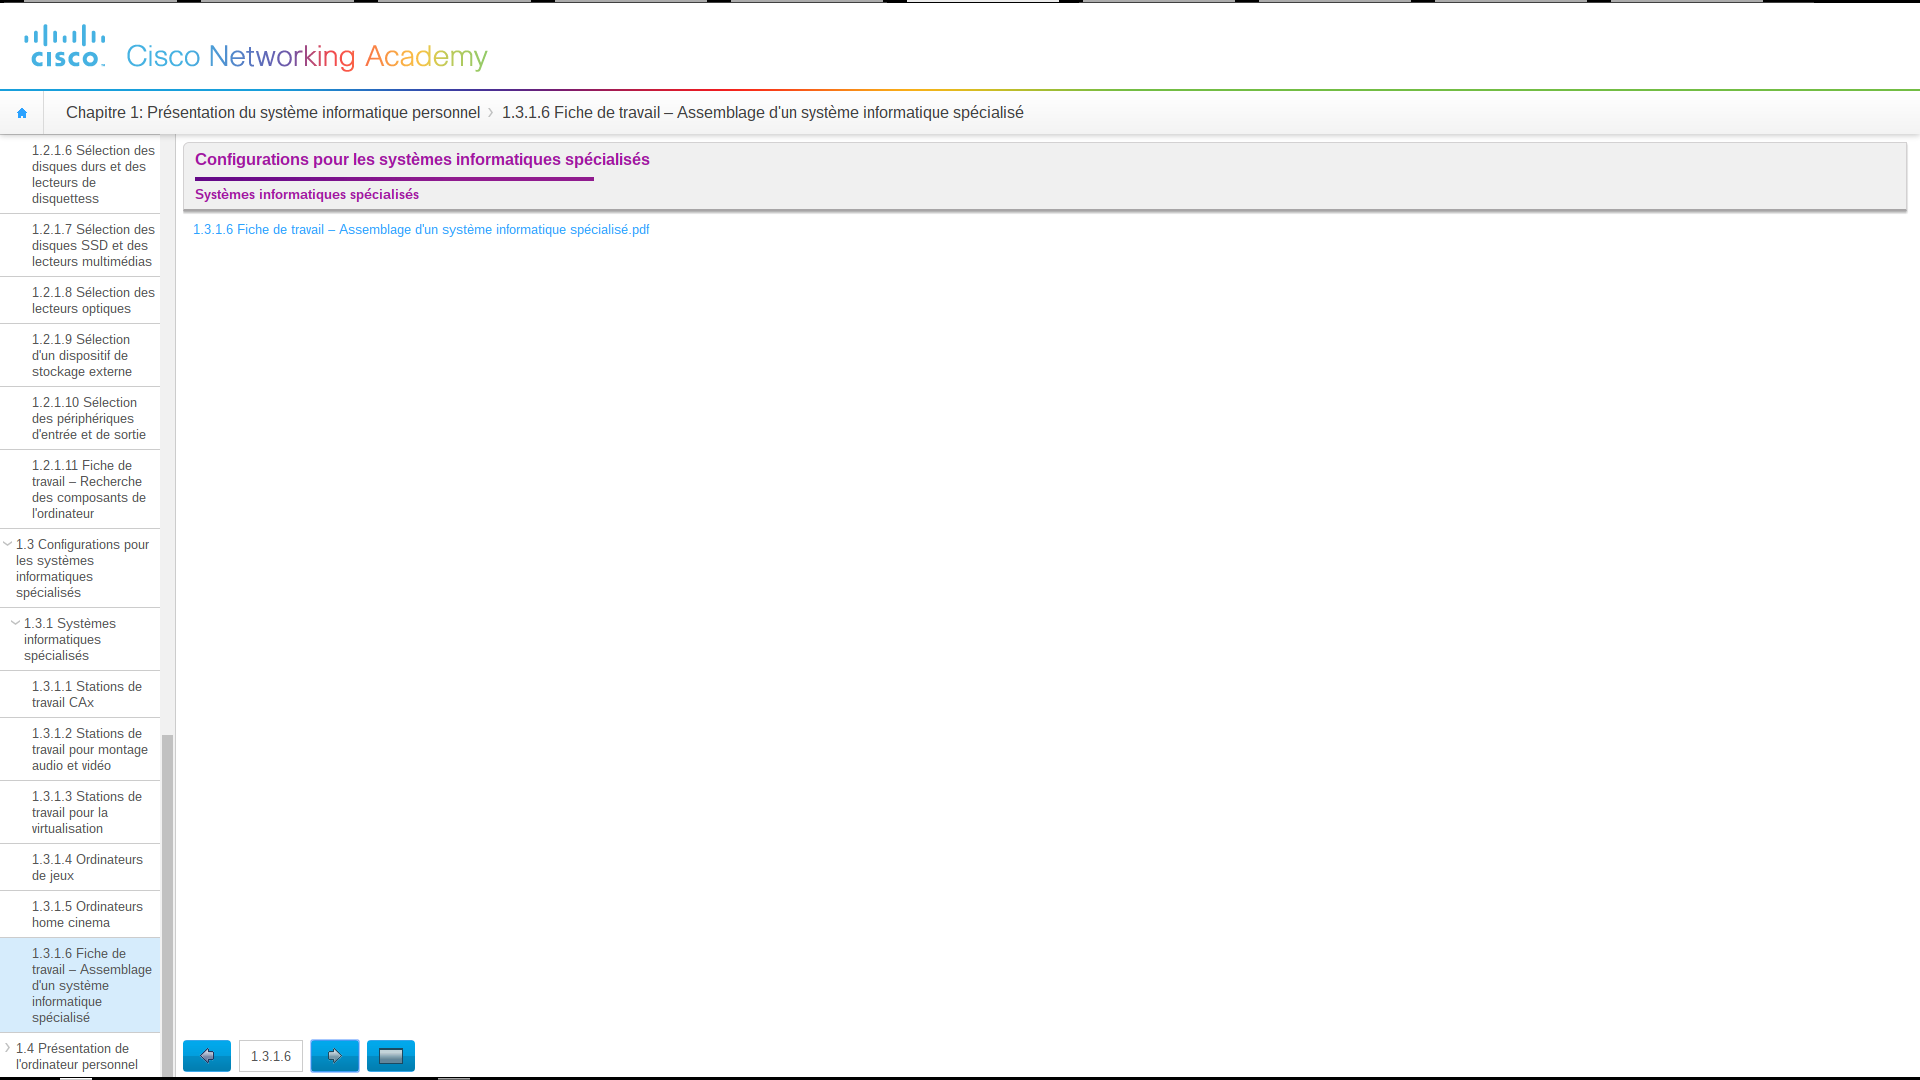 cisco
Cisco Networking Academy
Chapitre 1: Présentation du système informatique personnel
1.3.1.6 Fiche de travail – Assemblage d'un système informatique spécialisé
1.2.1.6 Sélection des
disques durs et des
lecteurs de
disquettess
1.2.1.7 Sélection des
disques SSD et des
lecteurs multimédias
1.2.1.8 Sélection des
lecteurs optiques
1.2.1.9 Sélection
d'un dispositif de
stockage externe
1.2.1.10 Sélection
des périphériques
d'entrée et de sortie
1.2.1.11 Fiche de
travail – Recherche
des composants de
l'ordinateur
1.3 Configurations pour
les systèmes
informatiques
spécialisés
1.3.1 Systèmes
informatiques
spécialisés
1.3.1.1 Stations de
travail CAx
1.3.1.2 Stations de
travail pour montage
audio et vidéo
1.3.1.3 Stations de
travail pour la
virtualisation
1.3.1.4 Ordinateurs
de jeux
1.3.1.5 Ordinateurs
home cinema
1.3.1.6 Fiche de
travail – Assemblage
d'un système
informatique
spécialisé
1.4 Présentation de
l'ordinateur personnel
Configurations pour les systèmes informatiques spécialisés
Systèmes informatiques spécialisés
1.3.1.6 Fiche de travail – Assemblage d'un système informatique spécialisé.pdf
1.3.1.6